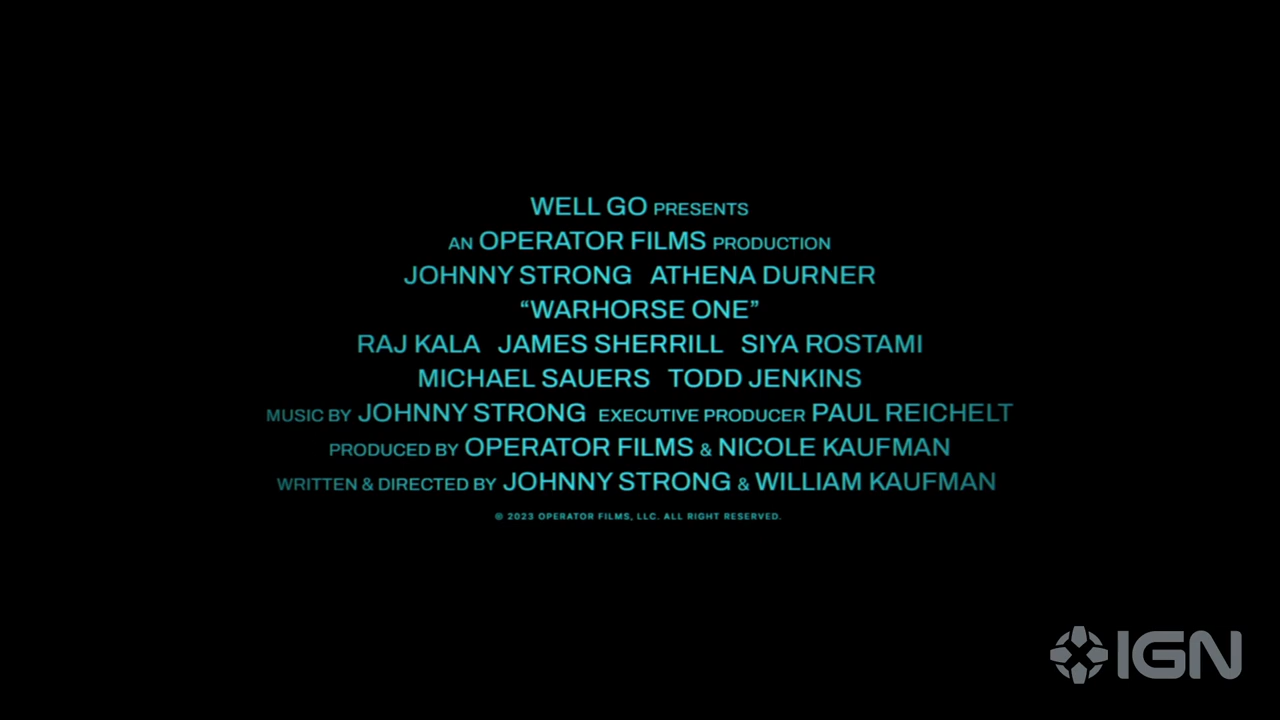 WELL GO PRESENTS
AN OPERATOR FILMS PRODUCTION
JOHNNY STRONG ATHENA DURNER
“WARHORSE ONE”
RAJ KALA JAMES SHERRILL SIYA ROSTAMI
MICHAEL SAUERS TODD JENKINS
MUSIC BY JOHNNY STRONG EXECUTIVE PRODUCER PAUL REICHELT
PRODUCED BY OPERATOR FILMS & NICOLE KAUFMAN
WRITTEN & DIRECTED BY JOHNNY STRONG & WILLIAM KAUFMAN
© 2023 OPERATOR FILMS, LLC. ALL RIGHT RESERVED.
IGN